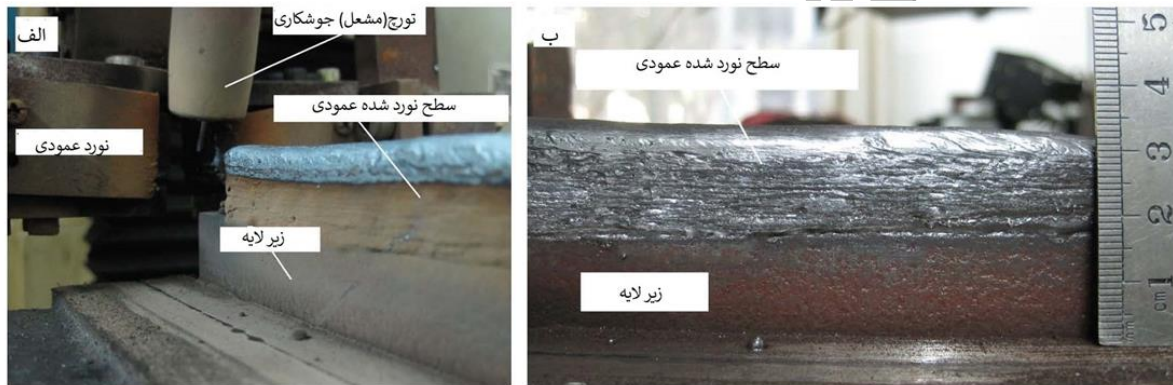 الف
تورچ(مشعل) جوشکاری
سطح نورد شده عمودی
نورد عمودی
زیر لایه
ب
سطح نورد شده عمودی
زیر لایه
5
4
3
2
1
cm
mm